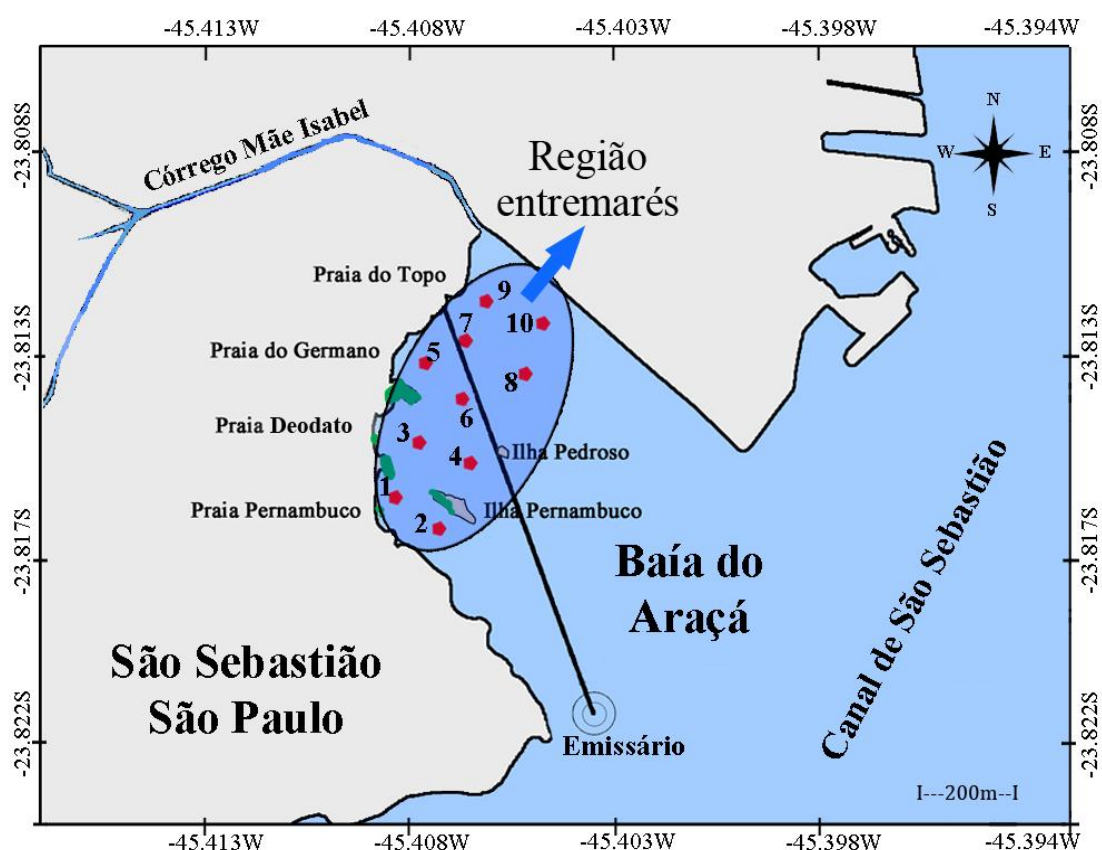 -45.413W
-45.408W
-45.403W
-45.398W
-45.394W
-23.808S
-23.808S
Córrego Mãe Isabel
Região
entremarés
N
W
E
S
Praia do Topo
9
10
7
-23.813S
-23.813S
Praia do Germano
5
8
6
Praia Deodato
3
4
Ilha Pedroso
1
Praia Pernambuco
2
Ilha Pernambuco
-23.817S
-23.817S
Baía do
Araçá
Canal de São Sebastião
São Sebastião
São Paulo
Emissário
-23.822S
-23.822S
I---200m--I
-45.413W
-45.408W
-45.403W
-45.398W
-45.394W